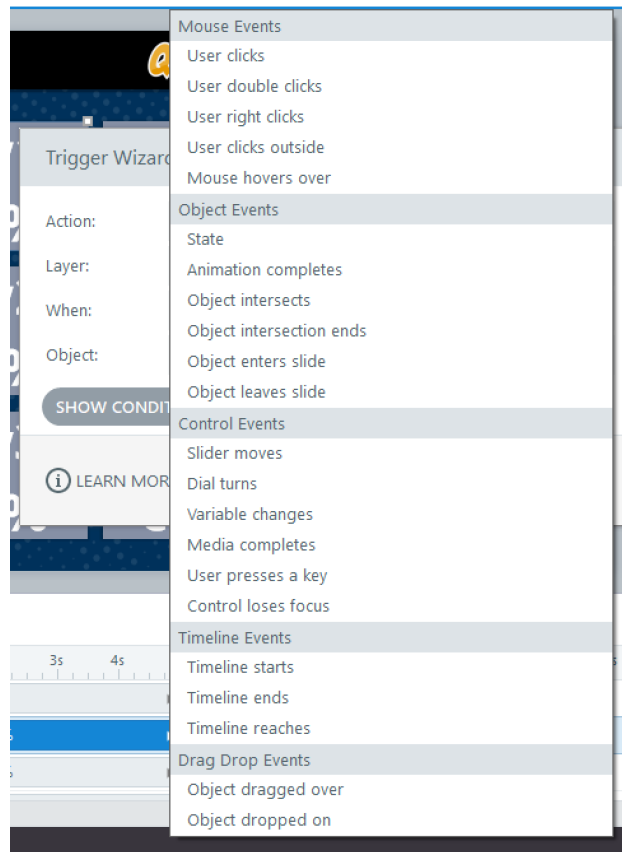 Mouse Events
User clicks
User double clicks
User right clicks
User clicks outside
Mouse hovers over
Object Events
State
Animation completes
Object intersects
Object intersection ends
Object enters slide
Object leaves slide
Control Events
Slider moves
Dial turns
Variable changes
Media completes
User presses a key
Control loses focus
Timeline Events
Timeline starts
Timeline ends
Timeline reaches
Drag Drop Events
Object dragged over
Object dropped on
Trigger Wizard
Action:
Layer:
When:
Object:
SHOW CONDIT
LEARN MOR
3s 4s